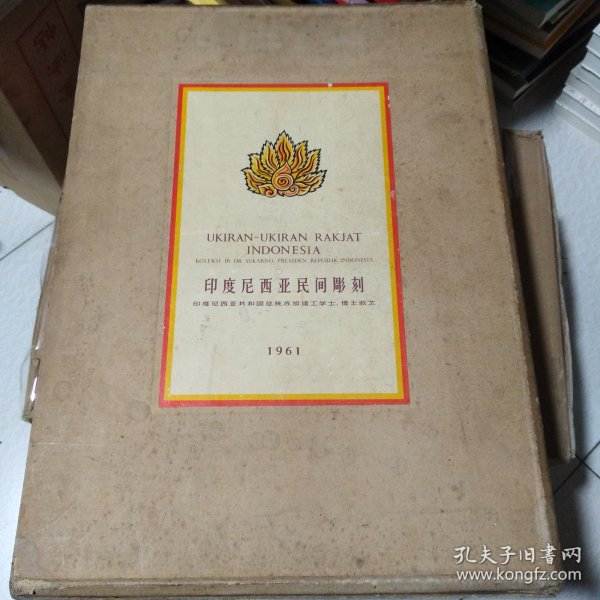 UKIRAN-UKIRAN RAKJAT
INDONESIA
KOLEKSI IR. DR. SUKARNO, PRESIDEN REPUBLIK INDONESIA
印度尼西亚民间彫刻
印度尼西亚共和国总统苏加诺工学士、博士收藏
1961
孔夫子旧书网
www.kongfz.com